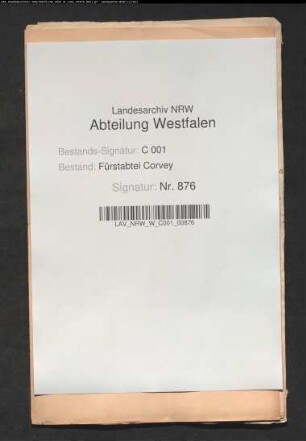 Landesarchiv NRW
Abteilung Westfalen
Bestands-Signatur: C 001
Bestand: Fürstabtei Corvey
Signatur: Nr. 876
LAV_NRW_W_C001_00876